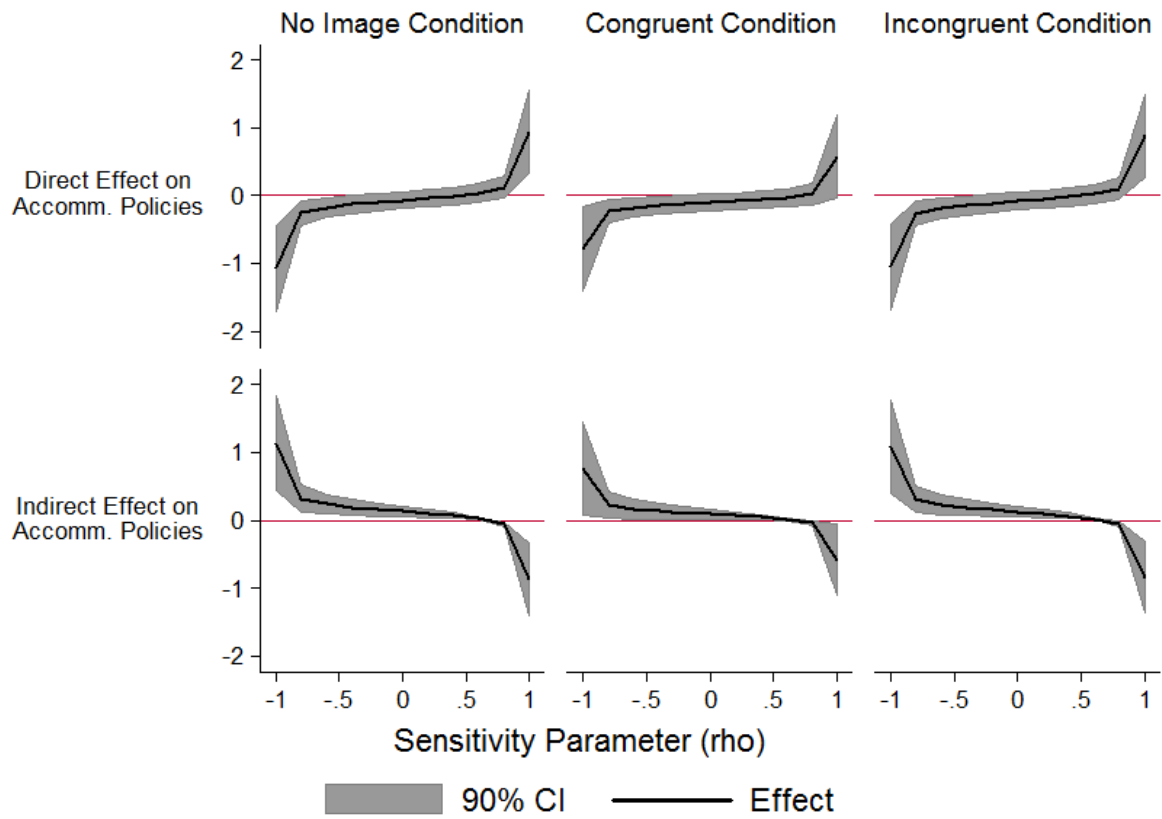 No Image Condition Congruent Condition Incongruent Condition
2
1
0
-1
-2
Direct Effect on
Accomm. Policies
2
1
0
-1
-2
Indirect Effect on
Accomm. Policies
-1 -.5 0 .5 1 -1 -.5 0 .5 1 -1 -.5 0 .5 1
Sensitivity Parameter (rho)
90% CI Effect